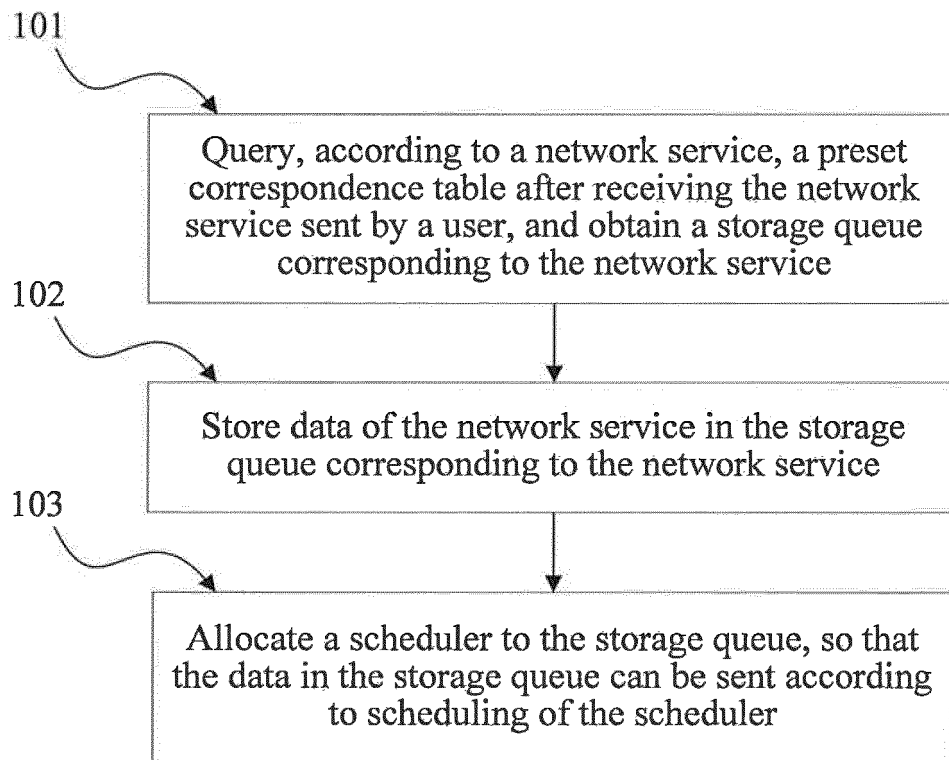 101
Query, according to a network service, a preset
correspondence table after receiving the network
service sent by a user, and obtain a storage queue
corresponding to the network service
102
Store data of the network service in the storage
queue corresponding to the network service
103
Allocate a scheduler to the storage queue, so that
the data in the storage queue can be sent according
to scheduling of the scheduler